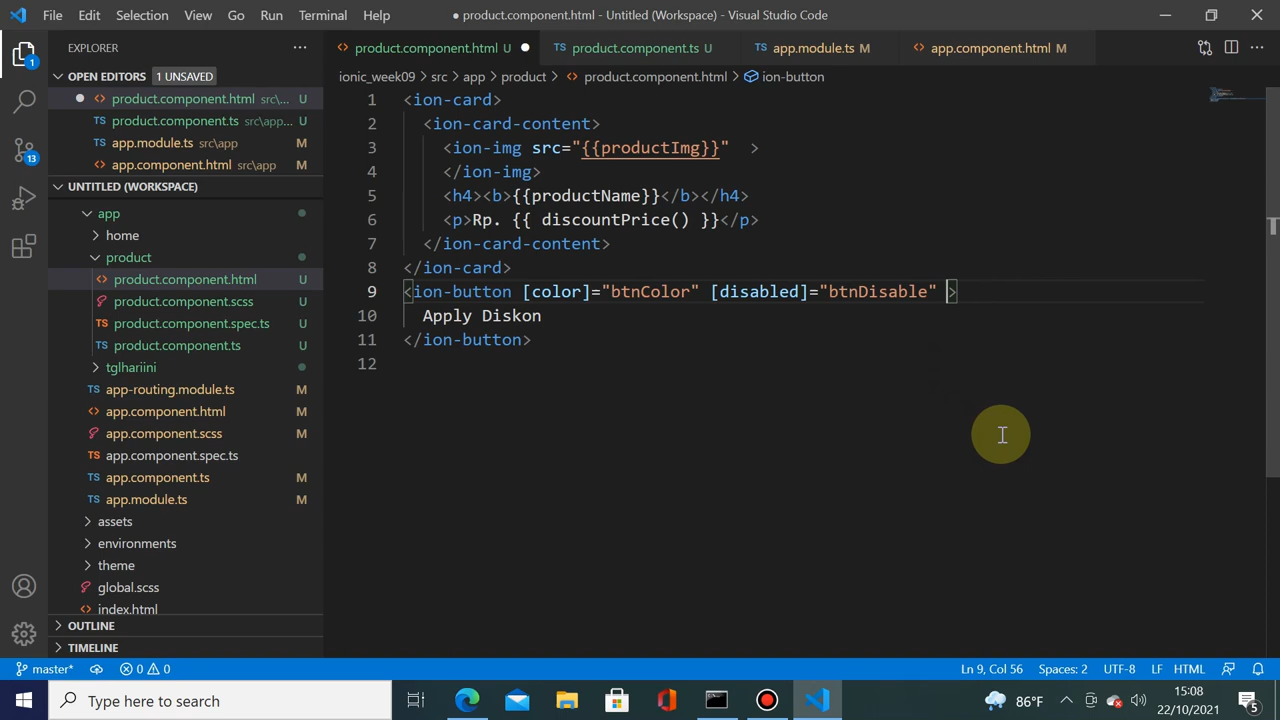 File Edit Selection View Go Run Terminal Help
● product.component.html - Untitled (Workspace) - Visual Studio Code
EXPLORER
OPEN EDITORS 1 UNSAVED
product.component.html src\... U
product.component.ts src\app... U
app.module.ts src\app M
app.component.html src\app M
UNTITLED (WORKSPACE)
app
home
product
product.component.html U
product.component.scss U
product.component.spec.ts U
product.component.ts U
tglhariini
app-routing.module.ts M
app.component.html M
app.component.scss M
app.component.spec.ts M
app.component.ts M
app.module.ts M
assets
environments
theme
global.scss
index.html
OUTLINE
TIMELINE
product.component.html U
product.component.ts U
app.module.ts M
app.component.html M
ionic_week09 > src > app > product > product.component.html > ion-button
1 <ion-card>
2 <ion-card-content>
3 <ion-img src="{{productImg}}" >
4 </ion-img>
5 <h4><b>{{productName}}</b></h4>
6 <p>Rp. {{ discountPrice() }}</p>
7 </ion-card-content>
8 </ion-card>
9 <ion-button [color]="btnColor" [disabled]="btnDisable" >
10 Apply Diskon
11 </ion-button>
12
master* 0 0 Ln 9, Col 56 Spaces: 2 UTF-8 LF HTML
Type here to search
86°F
15:08
22/10/2021
1
13
5